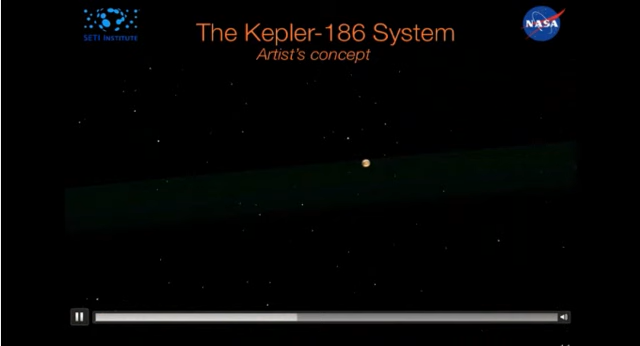 SETI INSTITUTE
The Kepler-186 System
NASA
Artist's concept